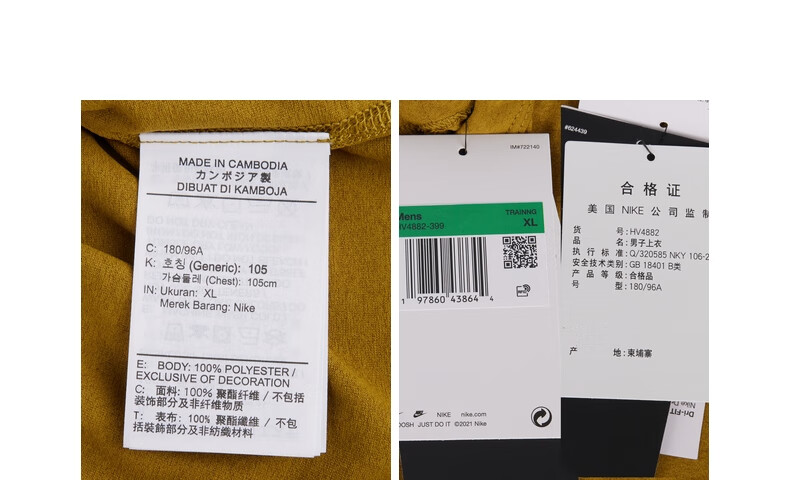 MADE IN CAMBODIA
カンボジア製
DIBUAT DI KAMBOJA
C: 180/96A
K: 호칭 (Generic): 105
가슴둘레 (Chest): 105cm
IN: Ukuran: XL
Merek Barang: Nike
E: BODY: 100% POLYESTER /
EXCLUSIVE OF DECORATION
C: 面料: 100% 聚酯纤维 / 不包括
装饰部分及非纤维物质
T: 表布: 100% 聚酯纖維 / 不包
括裝飾部分及非紡織材料
IM#722140
Mens
HV4882-399
TRAINNG
XL
1 97860 43864 4
NIKE nike.com
JUST DO IT ©2021 Nike
#624439
合格证
美国 NIKE 公司监制
货号: HV4882
品名: 男子上衣
执行标准: Q/320585 NKY 106-2
安全技术类别: GB 18401 B类
产品等级: 合格品
号型: 180/96A
产地: 柬埔寨
Dri-FIT